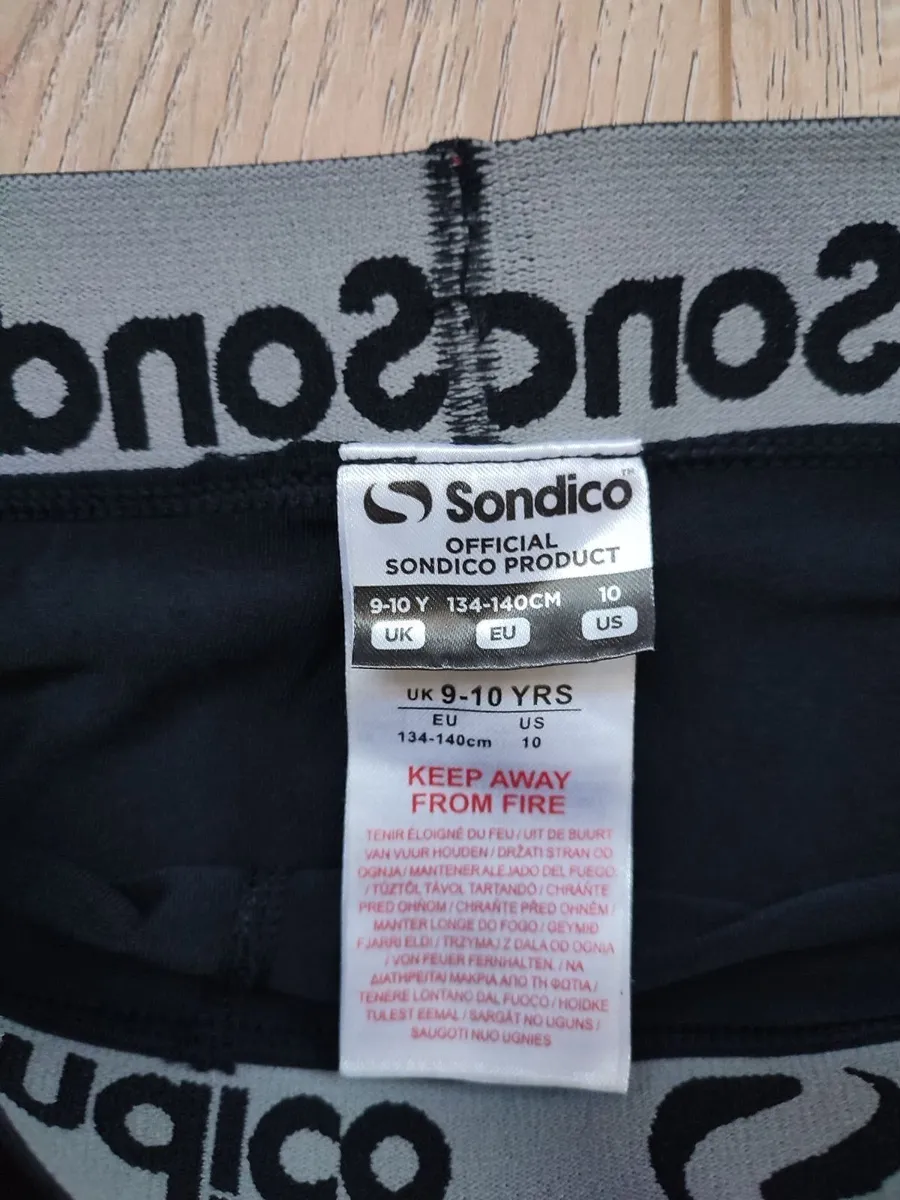 Sondico™
OFFICIAL
SONDICO PRODUCT
9-10 Y 134-140CM 10
UK EU US
UK 9-10 YRS
EU US
134-140cm 10
KEEP AWAY
FROM FIRE
TENIR ÉLOIGNÉ DU FEU / UIT DE BUURT
VAN VUUR HOUDEN / DRŽATI STRAN OD
OGNJA / MANTENER ALEJADO DEL FUEGO.
/ TŰZTŐL TÁVOL TARTANDÓ / CHRÁŇTE
PRED OHŇOM / CHRAŇTE PŘED OHNĚM /
MANTER LONGE DO FOGO / GEYMIÐ
FJARRI ELDI / TRZYMAJ Z DALA OD OGNIA
/ VON FEUER FERNHALTEN. / ΝΑ
ΔΙΑΤΗΡΕΙΤΑΙ ΜΑΚΡΙΑ ΑΠΟ ΤΗ ΦΩΤΙΑ /
TENERE LONTANO DAL FUOCO / HOIDKE
TULEST EEMAL / SARGĀT NO UGUNS /
SAUGOTI NUO UGNIES